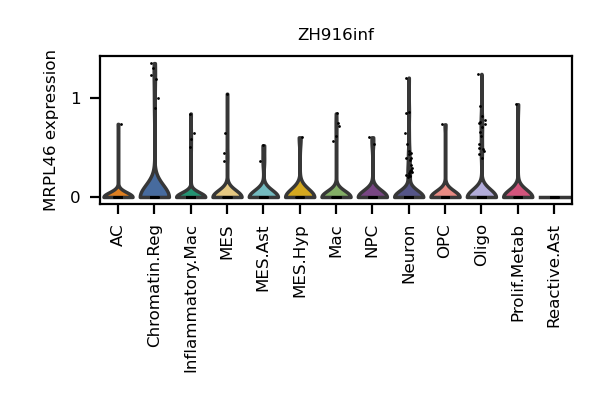 ZH916inf
MRPL46 expression
1
0
AC
Chromatin.Reg
Inflammatory.Mac
MES
MES.Ast
MES.Hyp
Mac
NPC
Neuron
OPC
Oligo
Prolif.Metab
Reactive.Ast